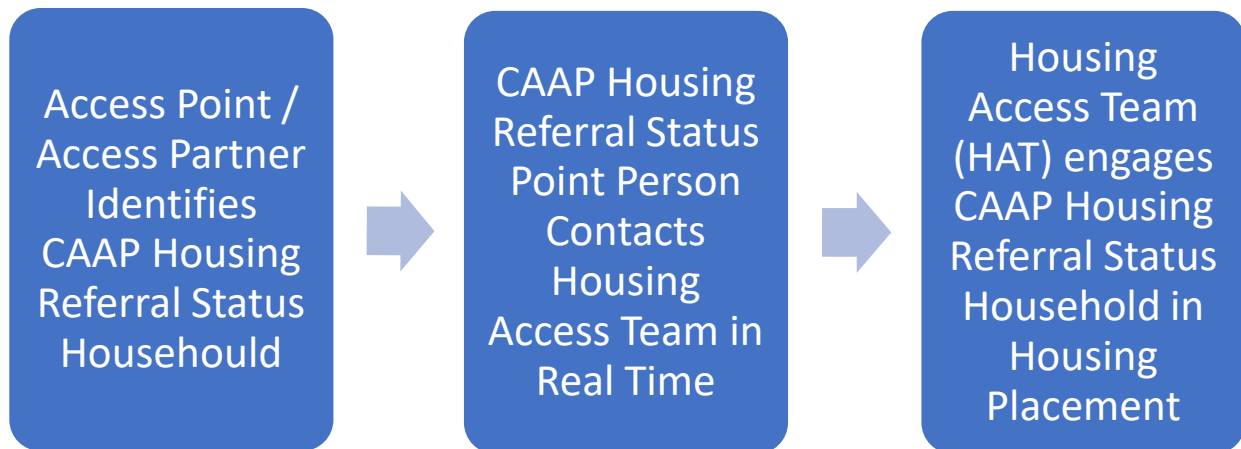 Access Point /
Access Partner
Identifies
CAAP Housing
Referral Status
Househould
CAAP Housing
Referral Status
Point Person
Contacts
Housing
Access Team in
Real Time
Housing
Access Team
(HAT) engages
CAAP Housing
Referral Status
Household in
Housing
Placement